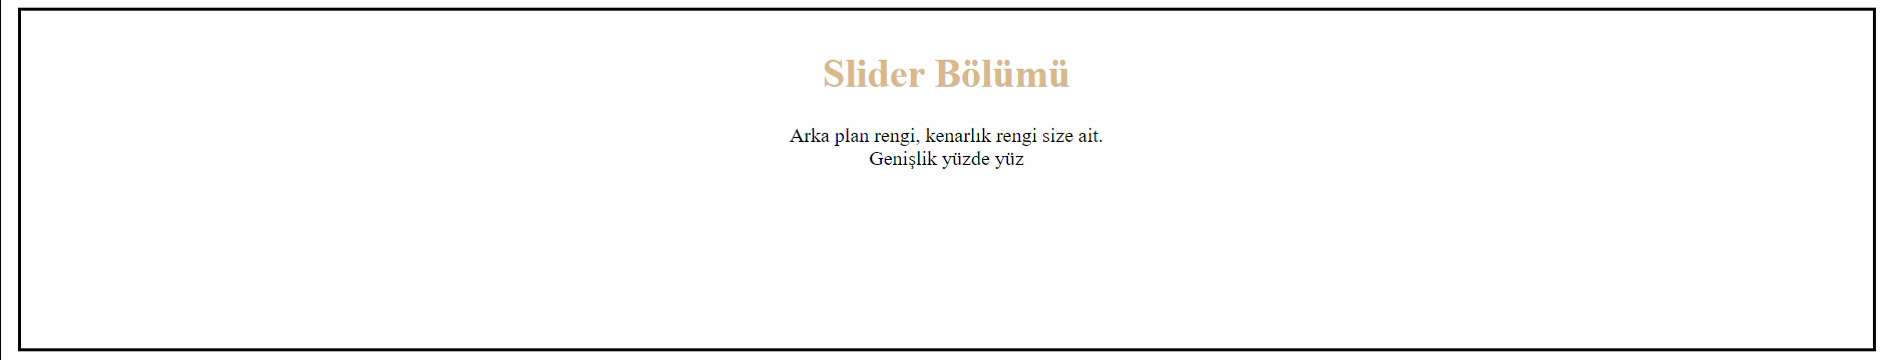 Slider Bölümü
Arka plan rengi, kenarlık rengi size ait.
Genişlik yüzde yüz